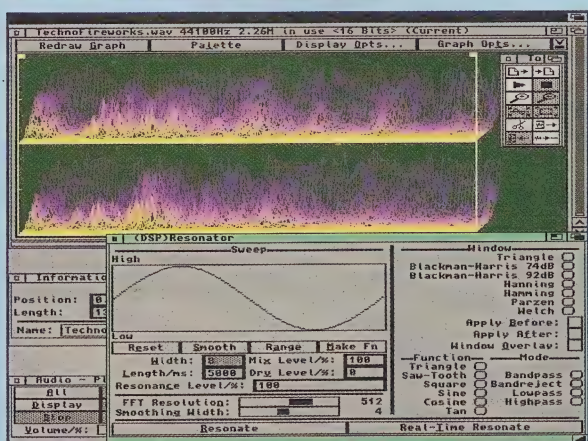 TechnoFireworks.wav 44100Hz 2.26M in use <16 Bits> (Current)
Redraw Graph Palette Display Opts... Graph Opts...
To
(DSP)Resonator
Sweep
High
Low
Reset Smooth Range Make Fn
Width: Mix Level/%: 100
Length/ms: 5000 Dry Level/%: 0
Resonance Level/%: 100
FFT Resolution: 512
Smoothing Width: 4
Window
Triangle
Blackman-Harris 74dB
Blackman-Harris 92dB
Hanning
Hamming
Parzen
Welch
Apply Before:
Apply After:
Window Overlay:
Function
Triangle
Saw-Tooth
Square
Sine
Cosine
Tan
Mode
Bandpass
Bandreject
Lowpass
Highpass
Resonate Real-Time Resonate
Informatio
Position:
Length:
Name: Techno
Audio - Pl
All
Display
Stop
Volume/%: